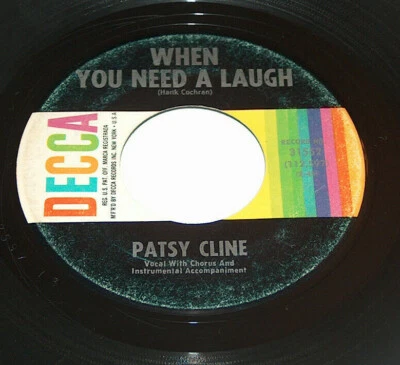 WHEN
YOU NEED A LAUGH
(Hank Cochran)
DECCA
REG. U.S. PAT. OFF. MARCA REGISTRADA
MF'R'D BY DECCA RECORDS INC. NEW YORK - U.S.A
PATSY CLINE
Vocal With Chorus And
Instrumental Accompaniment